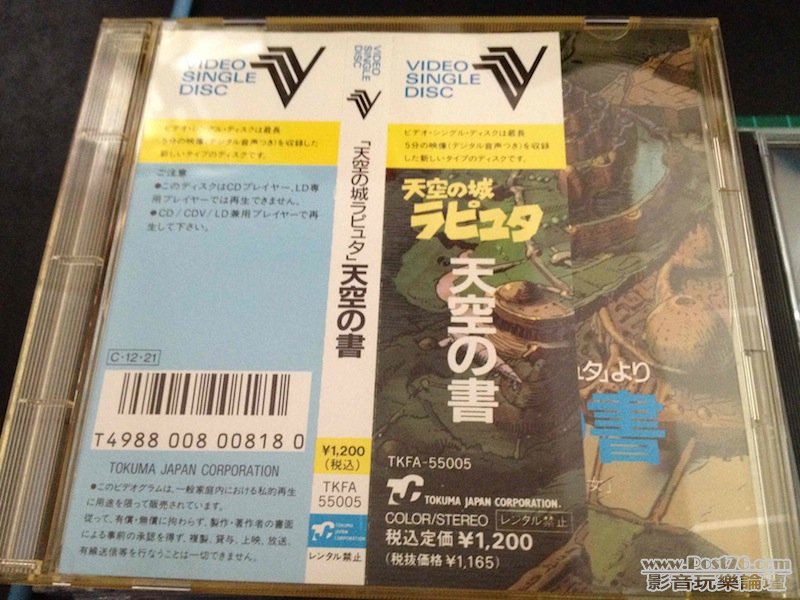 VIDEO
SINGLE
DISC
ビデオ・シングル・ディスクは最長
5分の映像(デジタル音声つき)を収録した
新しいタイプのディスクです。
ご注意
●このディスクはCDプレイヤー、LD専
用プレイヤーでは再生できません。
●CD/CDV/LD兼用プレイヤーで再
生して下さい。
C-12・21
T4988 008 00818 0
TOKUMA JAPAN CORPORATION
●このビデオグラムは、一般家庭内における私的再生
に用途を限って販売されています。
従って、有償・無償に拘わらず、製作・著作者の書面
による事前の承認を得ず、複製、貸与、上映、放送、
有線送信等を行なうことは一切できません。
VIDEO
SINGLE
DISC
「天空の城ラピュタ」天空の書
¥1,200
(税込)
TKFA
55005
TOKUMA
JAPAN
CORPORATION
レンタル禁止
VIDEO
SINGLE
DISC
ビデオ・シングル・ディスクは最長
5分の映像(デジタル音声つき)を収録した
新しいタイプのディスクです。
天空の城
ラピュタ
天空の書
TKFA-55005
TOKUMA JAPAN CORPORATION.
COLOR/STEREO レンタル禁止
税込定価¥1,200
(税抜価格¥1,165)
ュタ」より
書
女」
www.Post76.com
影音玩樂論壇